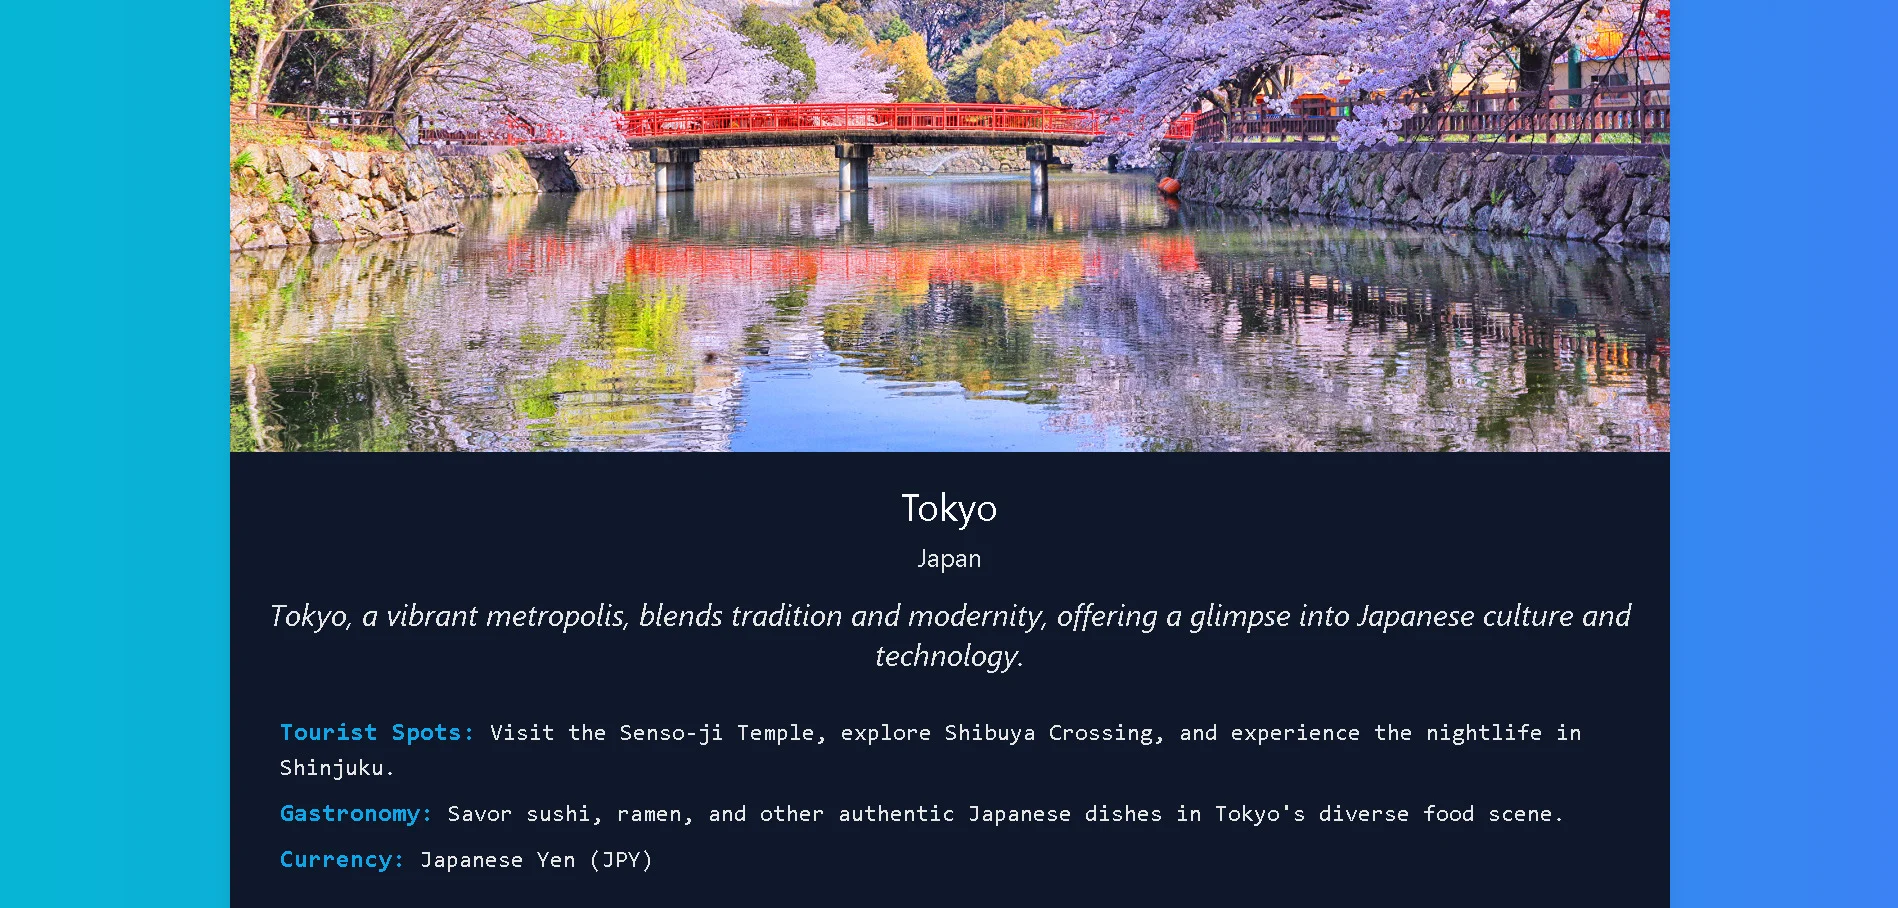 Tokyo
Japan
Tokyo, a vibrant metropolis, blends tradition and modernity, offering a glimpse into Japanese culture and
technology.
Tourist Spots: Visit the Senso-ji Temple, explore Shibuya Crossing, and experience the nightlife in
Shinjuku.
Gastronomy: Savor sushi, ramen, and other authentic Japanese dishes in Tokyo's diverse food scene.
Currency: Japanese Yen (JPY)